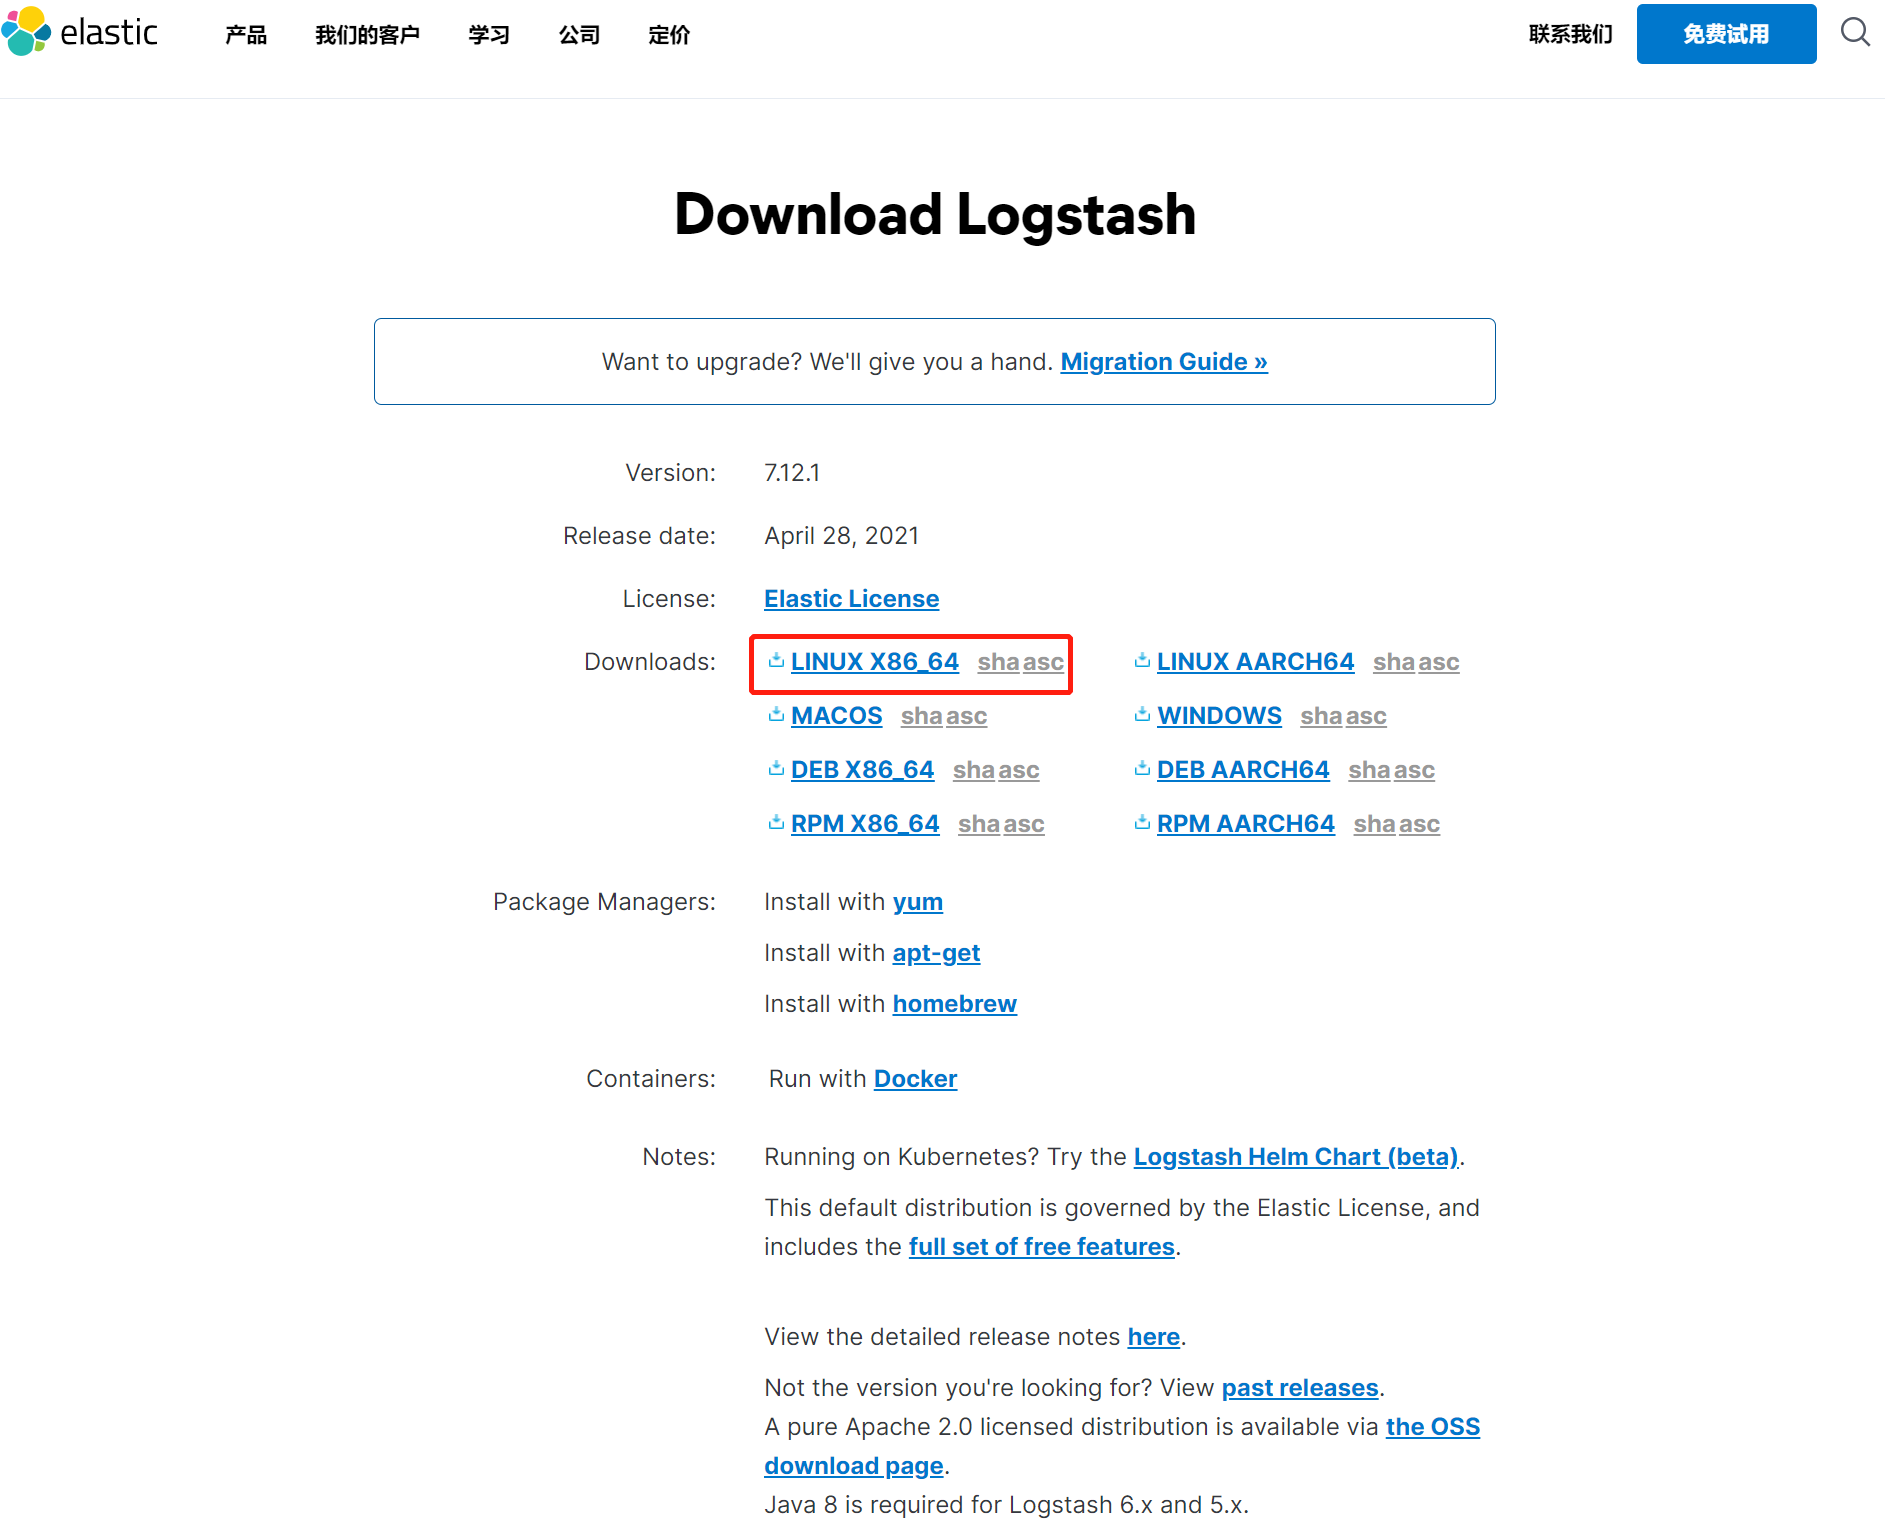 elastic 产品 我们的客户 学习 公司 定价 联系我们 免费试用
Download Logstash
Want to upgrade? We'll give you a hand. Migration Guide »
Version: 7.12.1
Release date: April 28, 2021
License: Elastic License
Downloads: LINUX X86_64 sha asc LINUX AARCH64 sha asc
MACOS sha asc WINDOWS sha asc
DEB X86_64 sha asc DEB AARCH64 sha asc
RPM X86_64 sha asc RPM AARCH64 sha asc
Package Managers: Install with yum
Install with apt-get
Install with homebrew
Containers: Run with Docker
Notes: Running on Kubernetes? Try the Logstash Helm Chart (beta).
This default distribution is governed by the Elastic License, and
includes the full set of free features.
View the detailed release notes here.
Not the version you're looking for? View past releases.
A pure Apache 2.0 licensed distribution is available via the OSS
download page.
Java 8 is required for Logstash 6.x and 5.x.